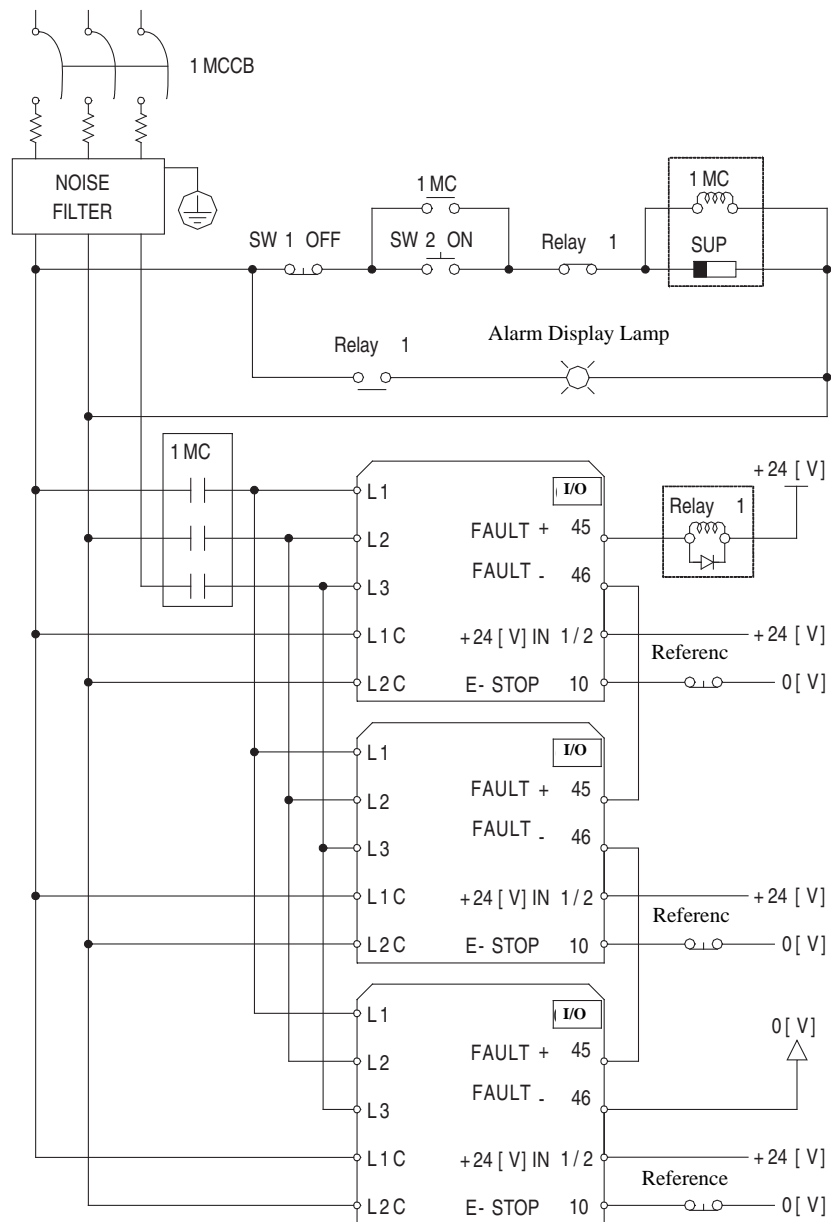 1 MCCB
NOISE
FILTER
1 MC
1 MC
SW 1 OFF
SW 2 ON
Relay 1
SUP
Relay 1
Alarm Display Lamp
1 MC
+24 [ V]
L1
I/O
Relay 1
L2
FAULT + 45
L3
FAULT - 46
L1C
+24 [ V] IN 1/2
+24 [ V]
Referenc
L2C
E- STOP 10
0 [ V]
L1
I/O
L2
FAULT + 45
L3
FAULT - 46
L1C
+24 [ V] IN 1/2
+24 [ V]
Referenc
L2C
E- STOP 10
0 [ V]
L1
I/O
0 [ V]
L2
FAULT + 45
L3
FAULT - 46
L1C
+24 [ V] IN 1/2
+24 [ V]
Reference
L2C
E- STOP 10
0 [ V]